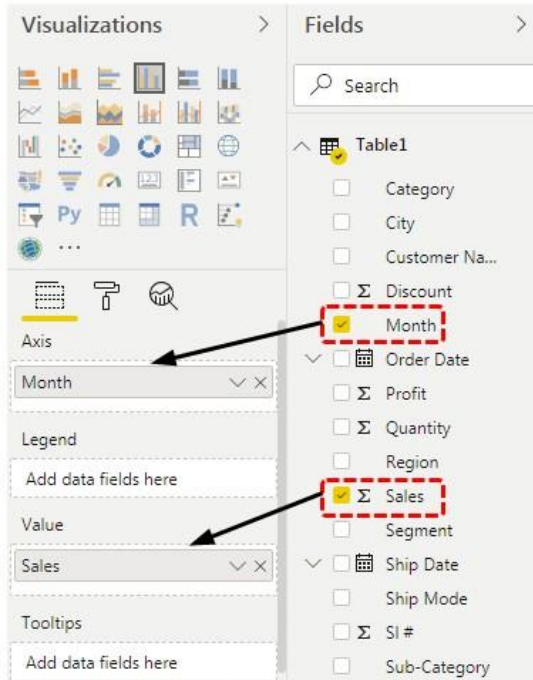 Visualizations
Axis
Month
Legend
Add data fields here
Value
Sales
Tooltips
Add data fields here
Fields
Search
Table1
Category
City
Customer Na...
Σ Discount
Month
Order Date
Σ Profit
Σ Quantity
Region
Σ Sales
Segment
Ship Date
Ship Mode
Σ SI #
Sub-Category
Py
R
123